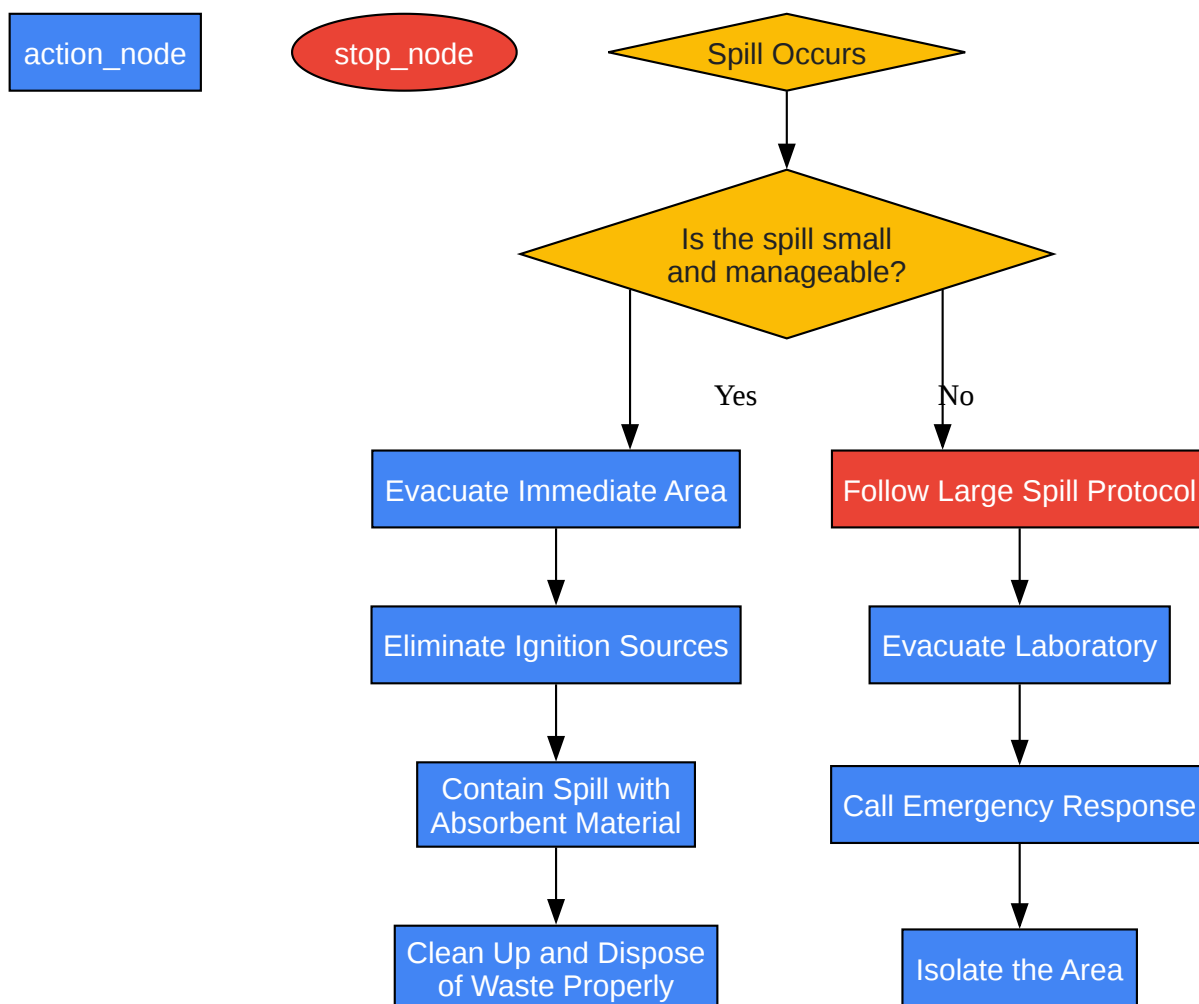 action_node
stop_node
Spill Occurs
Is the spill small
and manageable?
Yes
No
Evacuate Immediate Area
Follow Large Spill Protocol
Eliminate Ignition Sources
Evacuate Laboratory
Contain Spill with
Absorbent Material
Call Emergency Response
Clean Up and Dispose
of Waste Properly
Isolate the Area